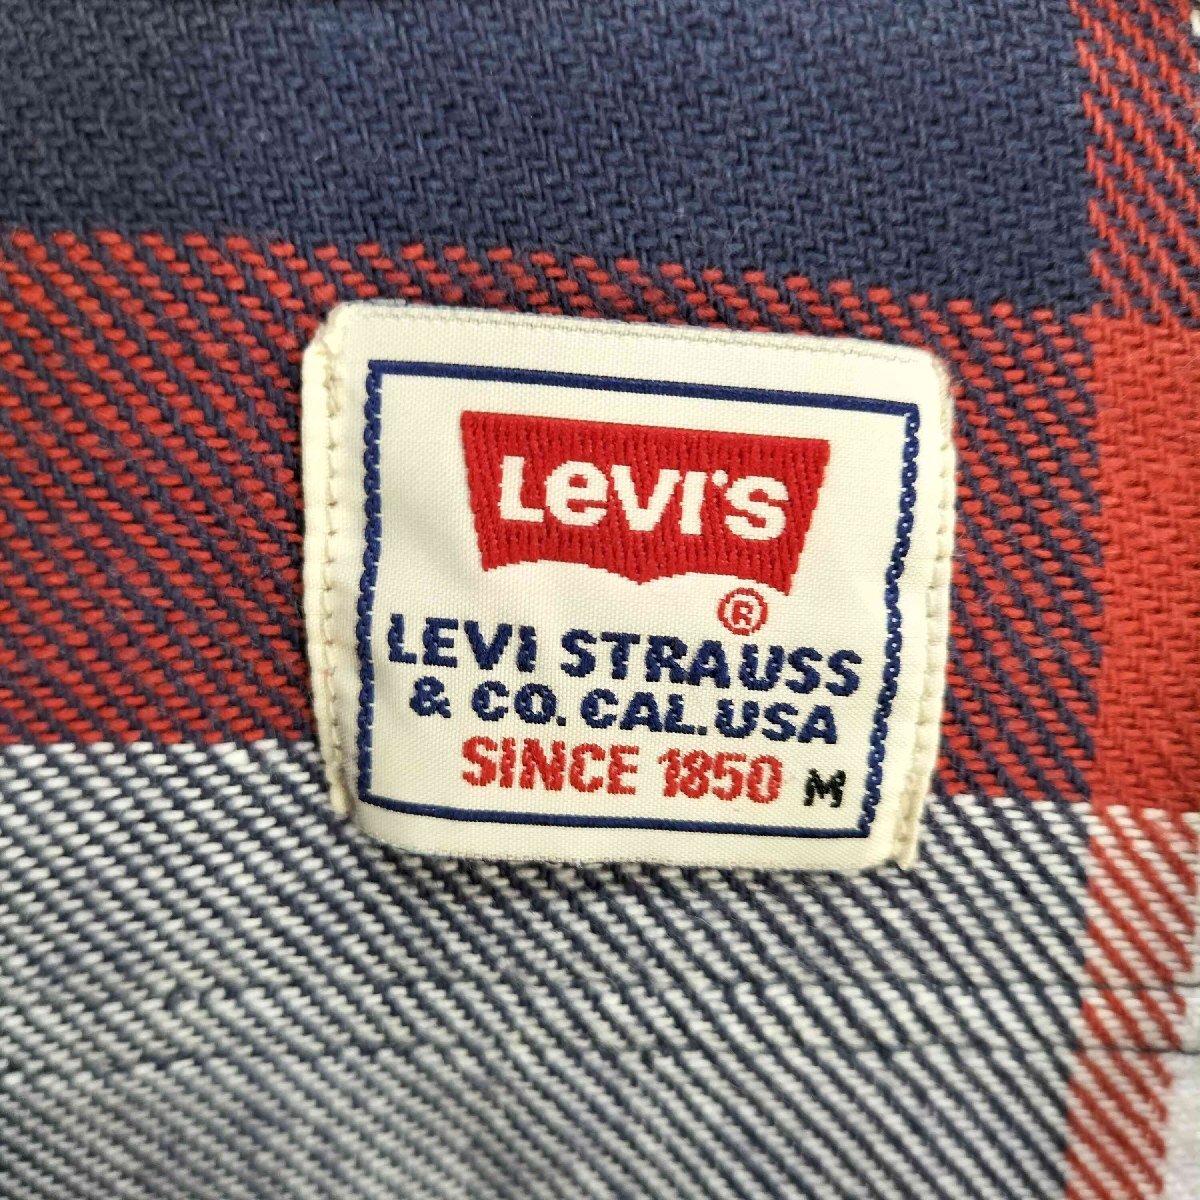 LeVI'S
®
LEVI STRAUSS
& CO. CAL. USA
SINCE 1850 M